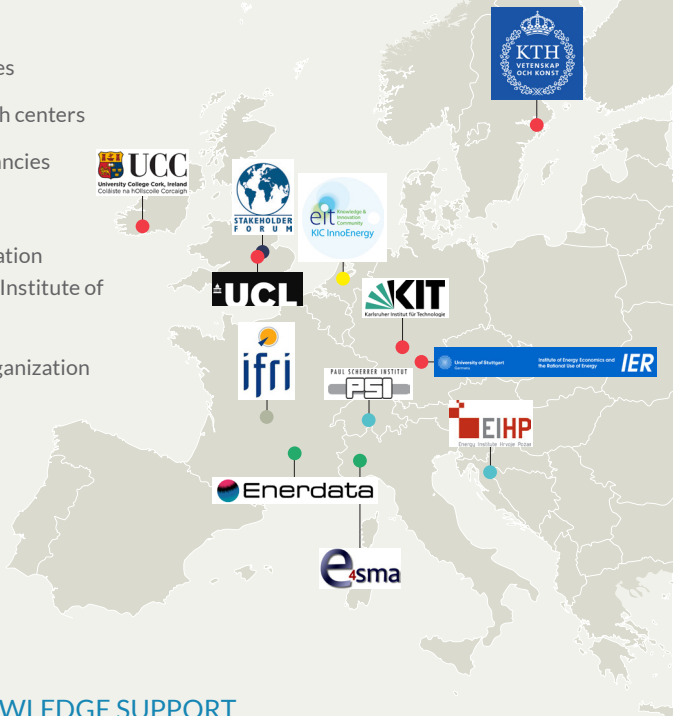 es
h centers
ncies
ation
Institute of
ganization
KTH
VETENSKAP
OCH KONST
UCC
University College Cork, Ireland
Coláiste na hOllscoile Corcaigh
STAKEHOLDER
FORUM
eit Knowledge &
Innovation
Community
KIC InnoEnergy
UCL
KIT
Karlsruher Institut für Technologie
ifri
University of Stuttgart
Germany
Institute of Energy Economics and
the Rational Use of Energy
IER
PAUL SCHERRER INSTITUT
PSI
EIHP
Energy Institute Hrvoje Požar
Enerdata
e4sma
WLEDGE SUPPORT